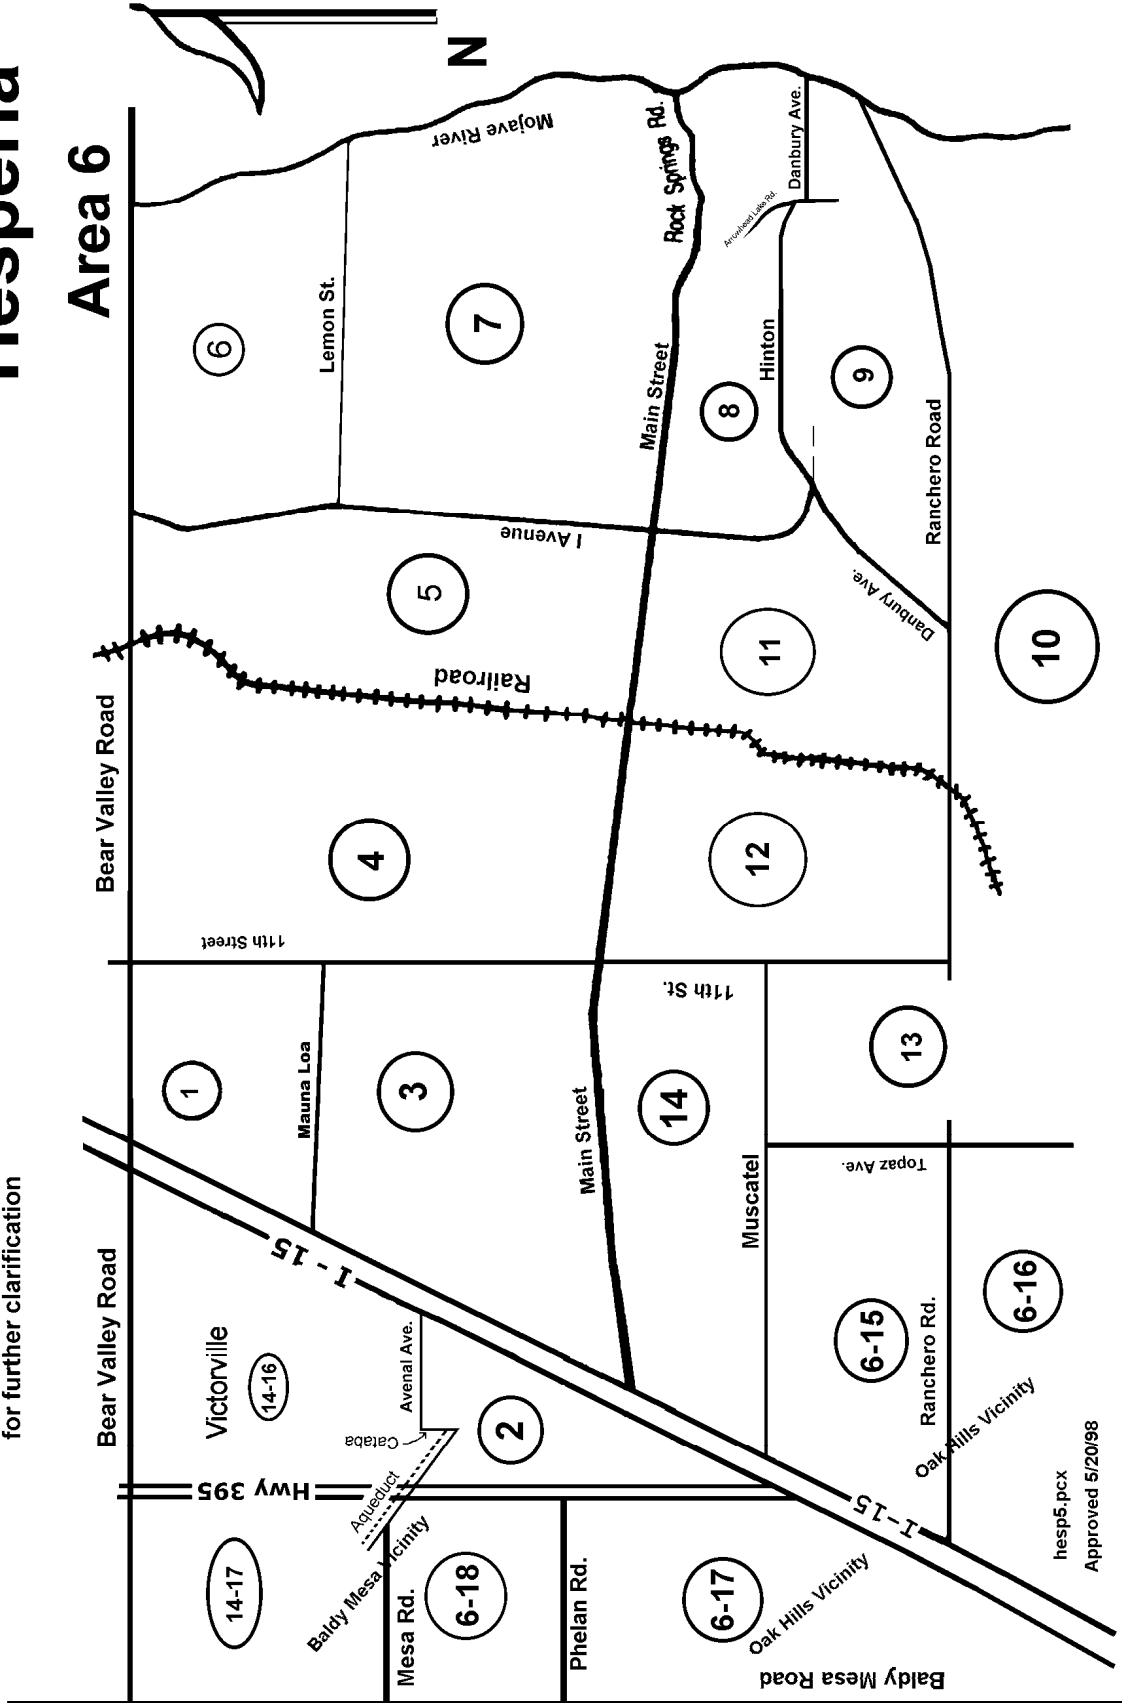 Hesperia
Area 6
for further clarification
N
Bear Valley Road
Bear Valley Road
Mojave River
Lemon St.
6
7
Rock Springs Rd.
Arrowhead Lake Rd.
Danbury Ave.
Main Street
8
Hinton
9
Ranchero Road
I Avenue
5
Railroad
11
Danbury Ave.
10
4
12
11th Street
11th St.
1
Mauna Loa
3
Main Street
14
13
Muscatel
Topaz Ave.
I - 15
Victorville
14-16
Avenal Ave.
Cataba
2
Hwy 395
Aqueduct
6-15
Ranchero Rd.
6-16
Oak Hills Vicinity
I-15
14-17
Baldy Mesa Vicinity
Mesa Rd.
6-18
Phelan Rd.
6-17
Oak Hills Vicinity
Baldy Mesa Road
hesp5.pcx
Approved 5/20/98